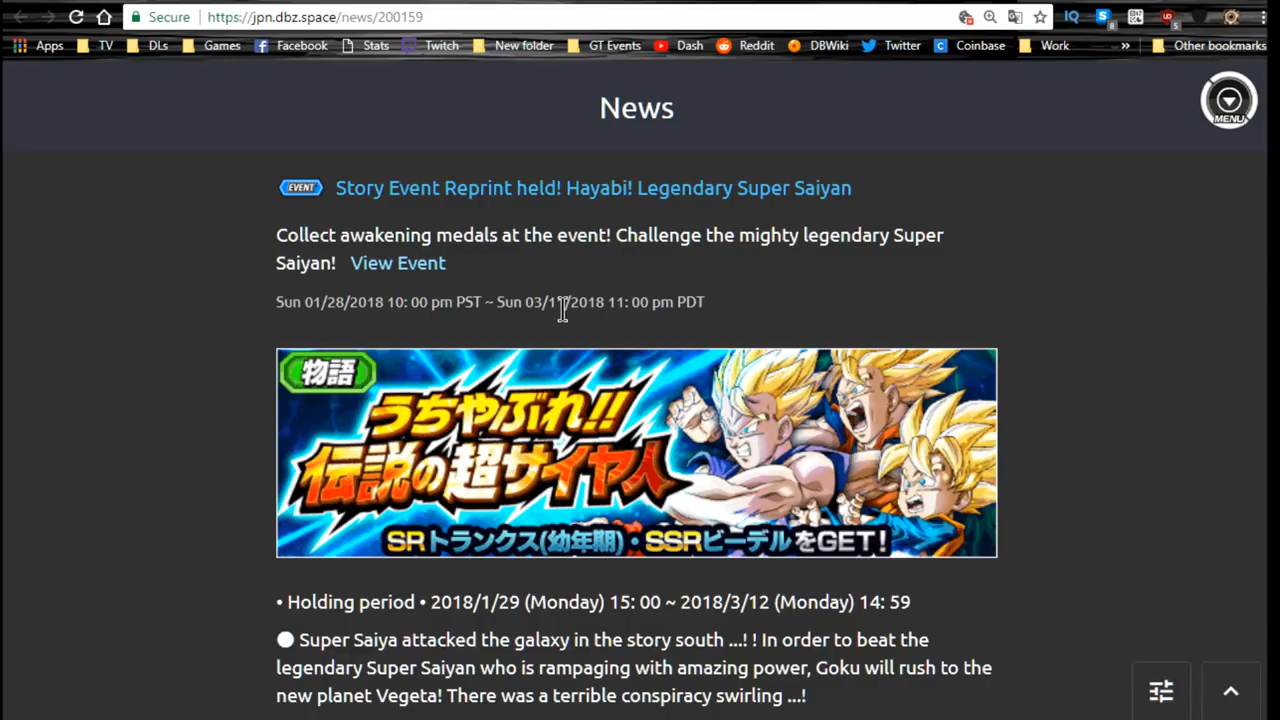 Secure https://jpn.dbz.space/news/200159
Apps TV DLs Games Facebook Stats Twitch New folder GT Events Dash Reddit DBWiki Twitter Coinbase Work » Other bookmarks
News
MENU
EVENT Story Event Reprint held! Hayabi! Legendary Super Saiyan
Collect awakening medals at the event! Challenge the mighty legendary Super
Saiyan! View Event
Sun 01/28/2018 10: 00 pm PST ~ Sun 2018 11: 00 pm PDT
物語
うちやぶれ!!
伝説の超サイヤ人
SRトランクス(幼年期)・SSRビーデルをGET!
• Holding period • 2018/1/29 (Monday) 15: 00 ~ 2018/3/12 (Monday) 14: 59
● Super Saiya attacked the galaxy in the story south ...! ! In order to beat the
legendary Super Saiyan who is rampaging with amazing power, Goku will rush to the
new planet Vegeta! There was a terrible conspiracy swirling ...!